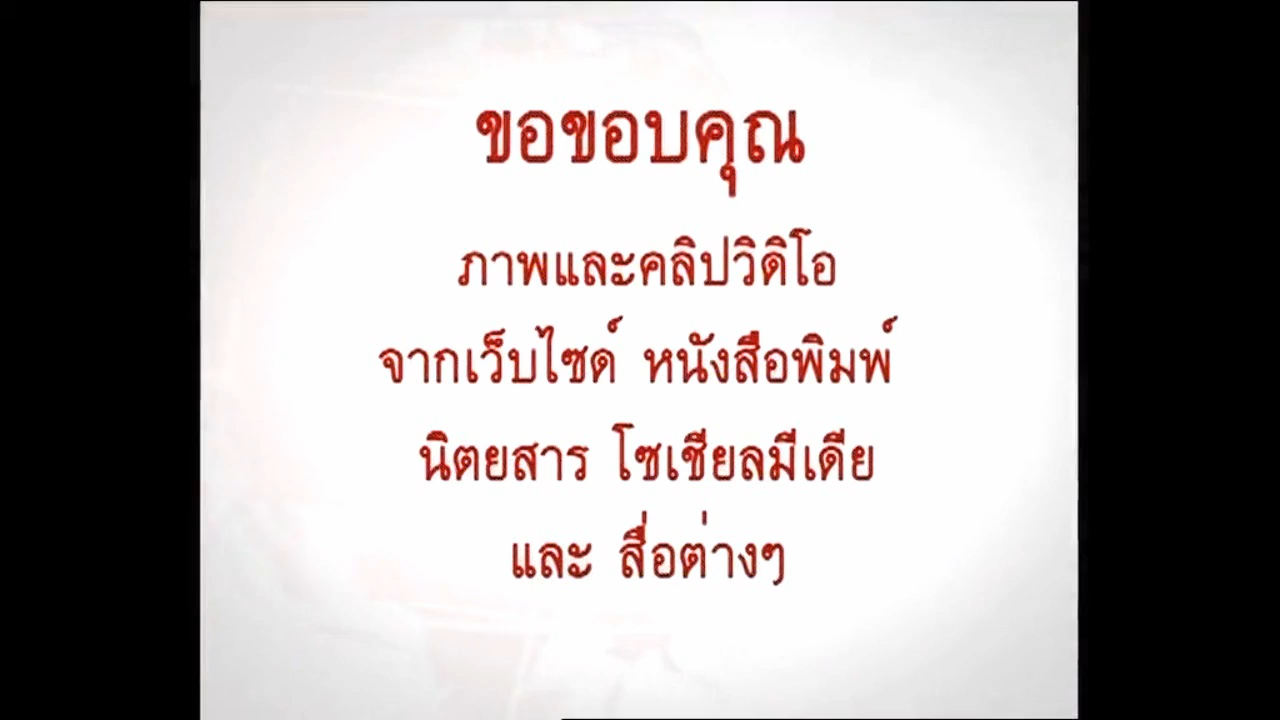 ขอขอบคุณ
ภาพและคลิปวิดิโอ
จากเว็บไซด์ หนังสือพิมพ์
นิตยสาร โซเชียลมีเดีย
และ สื่อต่างๆ